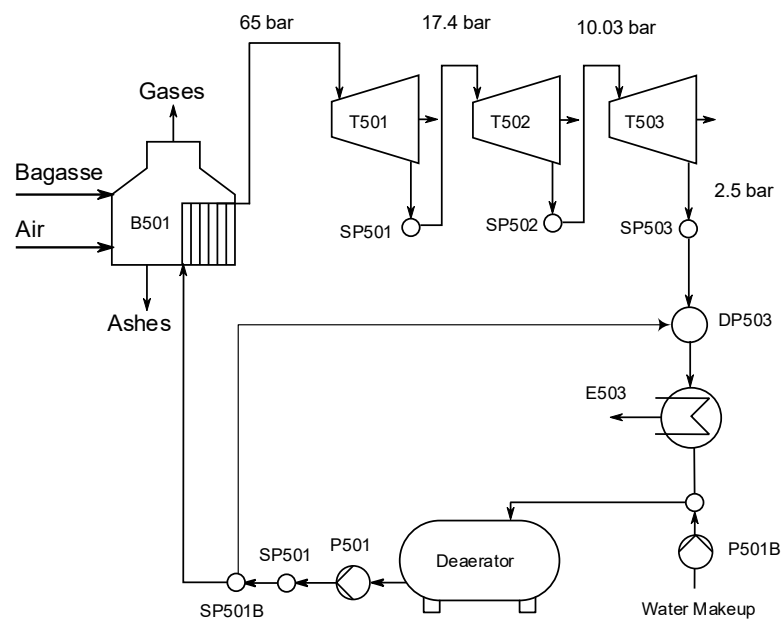 65 bar
17.4 bar
10.03 bar
Gases
T501
T502
T503
Bagasse
B501
2.5 bar
Air
SP501
SP502
SP503
Ashes
DP503
E503
P501
Deaerator
P501B
SP501
SP501B
Water Makeup